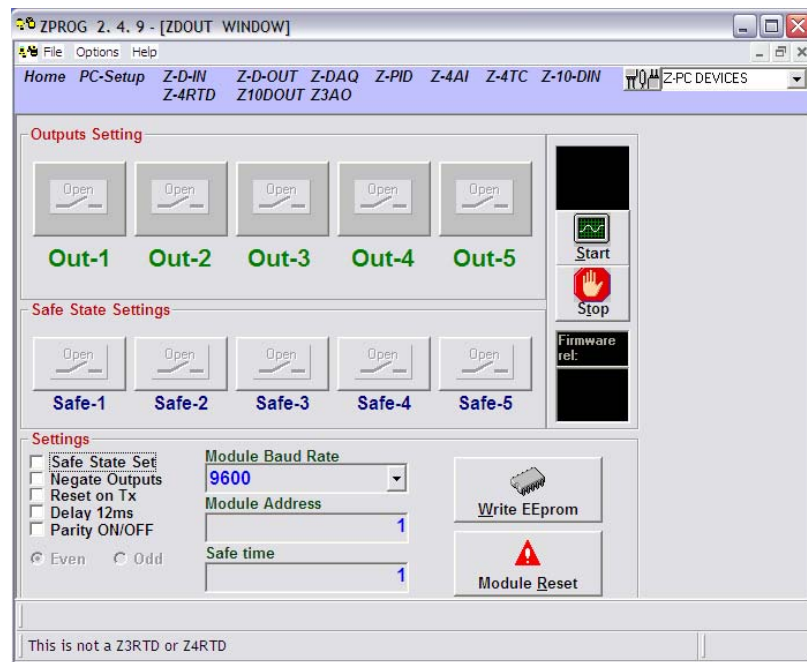 ZPROG 2. 4. 9 - [ZDOUT WINDOW]
File Options Help
Home PC-Setup Z-D-IN Z-D-OUT Z-DAQ Z-PID Z-4AI Z-4TC Z-10-DIN Z-PC DEVICES
Z-4RTD Z10DOUT Z3AO
Outputs Setting
Open Open Open Open Open
Out-1 Out-2 Out-3 Out-4 Out-5
Start
Stop
Safe State Settings
Open Open Open Open Open
Safe-1 Safe-2 Safe-3 Safe-4 Safe-5
Firmware
rel:
Settings
Safe State Set
Negate Outputs
Reset on Tx
Delay 12ms
Parity ON/OFF
Even Odd
Module Baud Rate
9600
Module Address
1
Safe time
1
Write EEprom
Module Reset
This is not a Z3RTD or Z4RTD